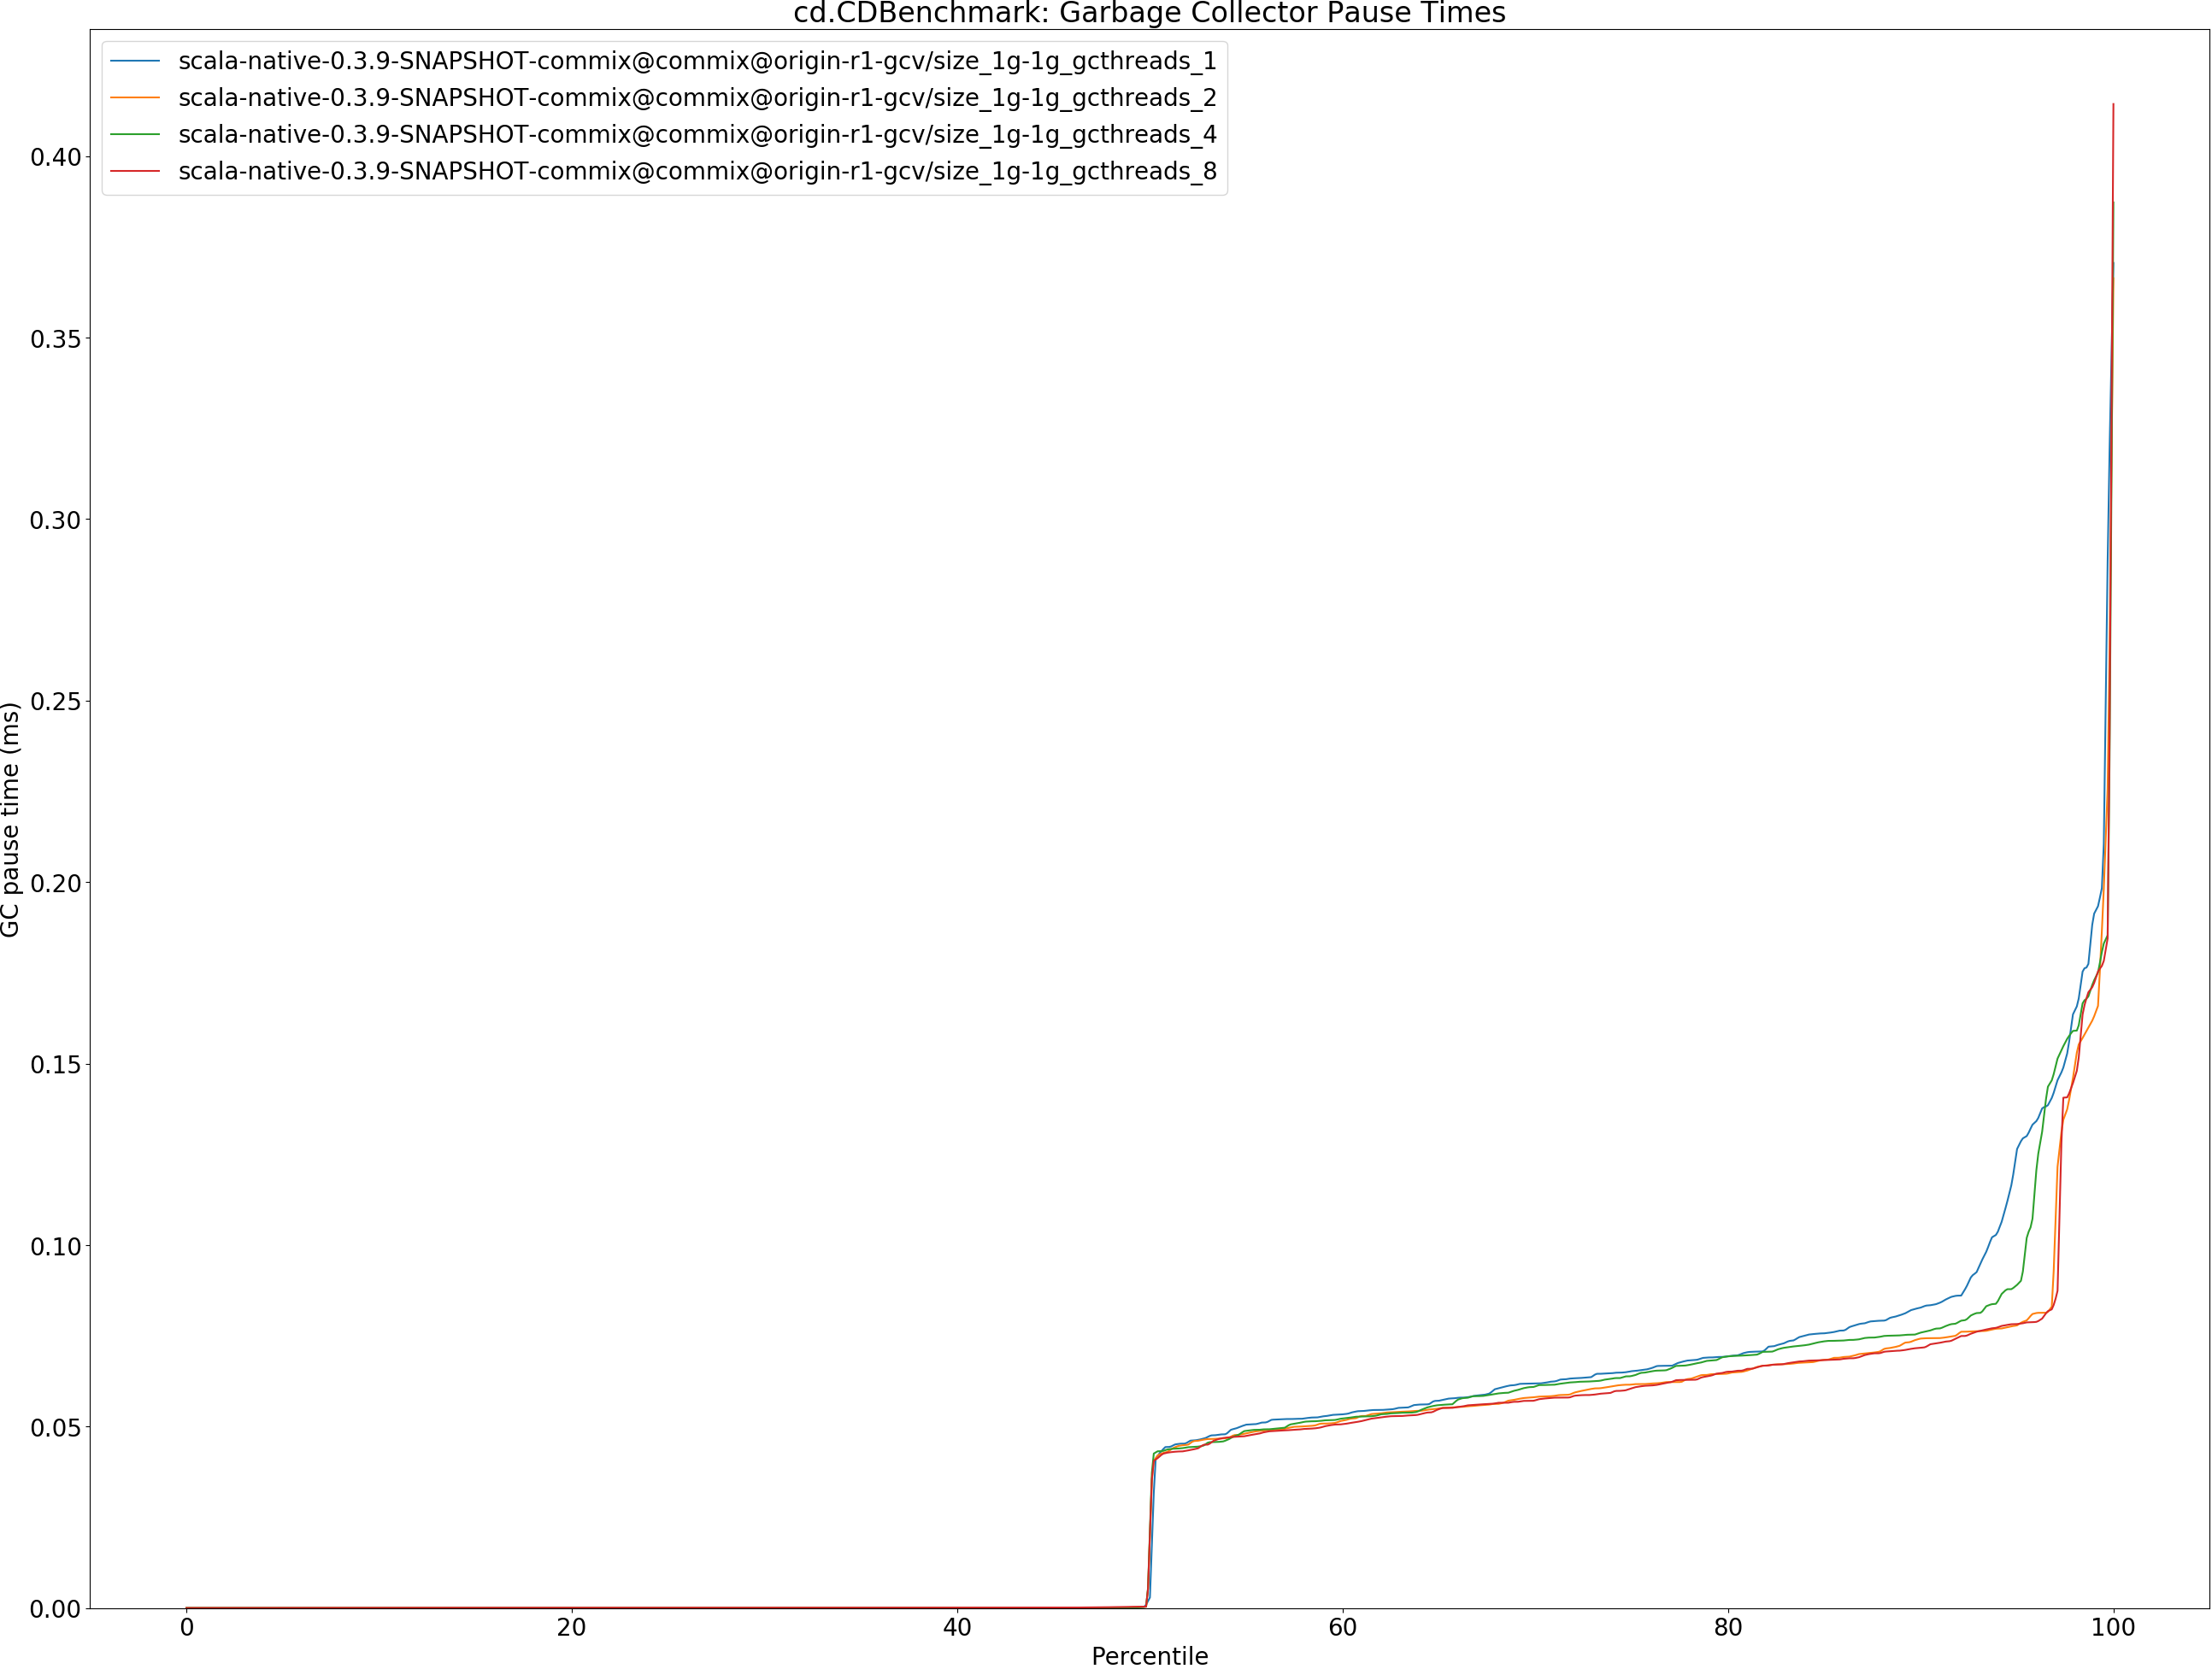 cd.CDBenchmark: Garbage Collector Pause Times
scala-native-0.3.9-SNAPSHOT-commix@commix@origin-r1-gcv/size_1g-1g_gcthreads_1
scala-native-0.3.9-SNAPSHOT-commix@commix@origin-r1-gcv/size_1g-1g_gcthreads_2
scala-native-0.3.9-SNAPSHOT-commix@commix@origin-r1-gcv/size_1g-1g_gcthreads_4
scala-native-0.3.9-SNAPSHOT-commix@commix@origin-r1-gcv/size_1g-1g_gcthreads_8
GC pause time (ms)
0.40
0.35
0.30
0.25
0.20
0.15
0.10
0.05
0.00
0 20 40 60 80 100
Percentile